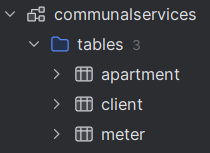 communalservices
tables 3
apartment
client
meter